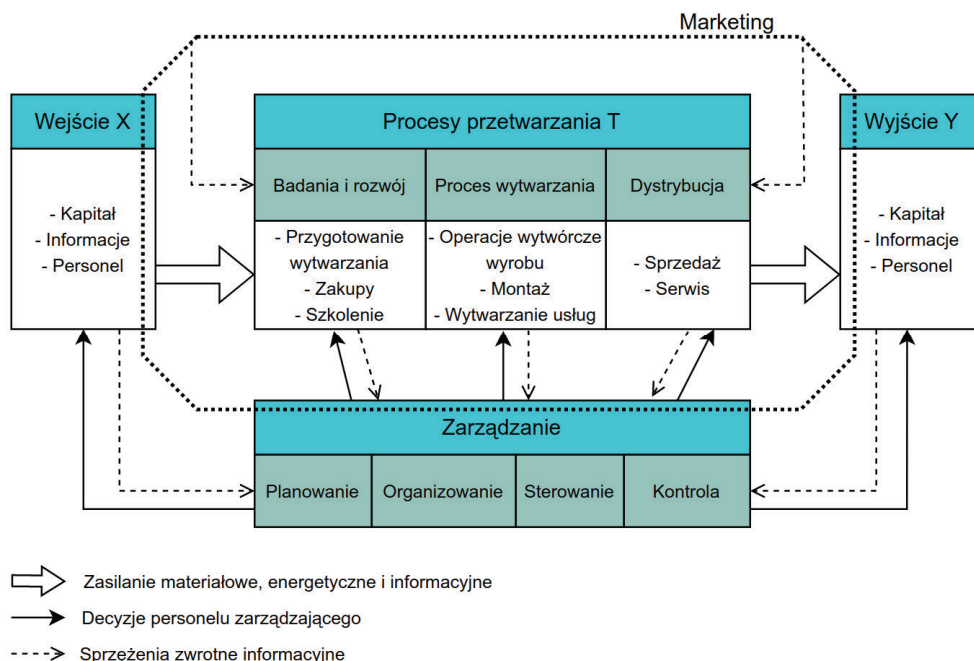 Marketing
Wejście X
- Kapitał
- Informacje
- Personel
Procesy przetwarzania T
Badania i rozwój
- Przygotowanie
wytwarzania
- Zakupy
- Szkolenie
Proces wytwarzania
- Operacje wytwórcze
wyrobu
- Montaż
- Wytwarzanie usług
Dystrybucja
- Sprzedaż
- Serwis
Wyjście Y
- Kapitał
- Informacje
- Personel
Zarządzanie
Planowanie
Organizowanie
Sterowanie
Kontrola
Zasilanie materiałowe, energetyczne i informacyjne
Decyzje personelu zarządzającego
Sprzężenia zwrotne informacyjne